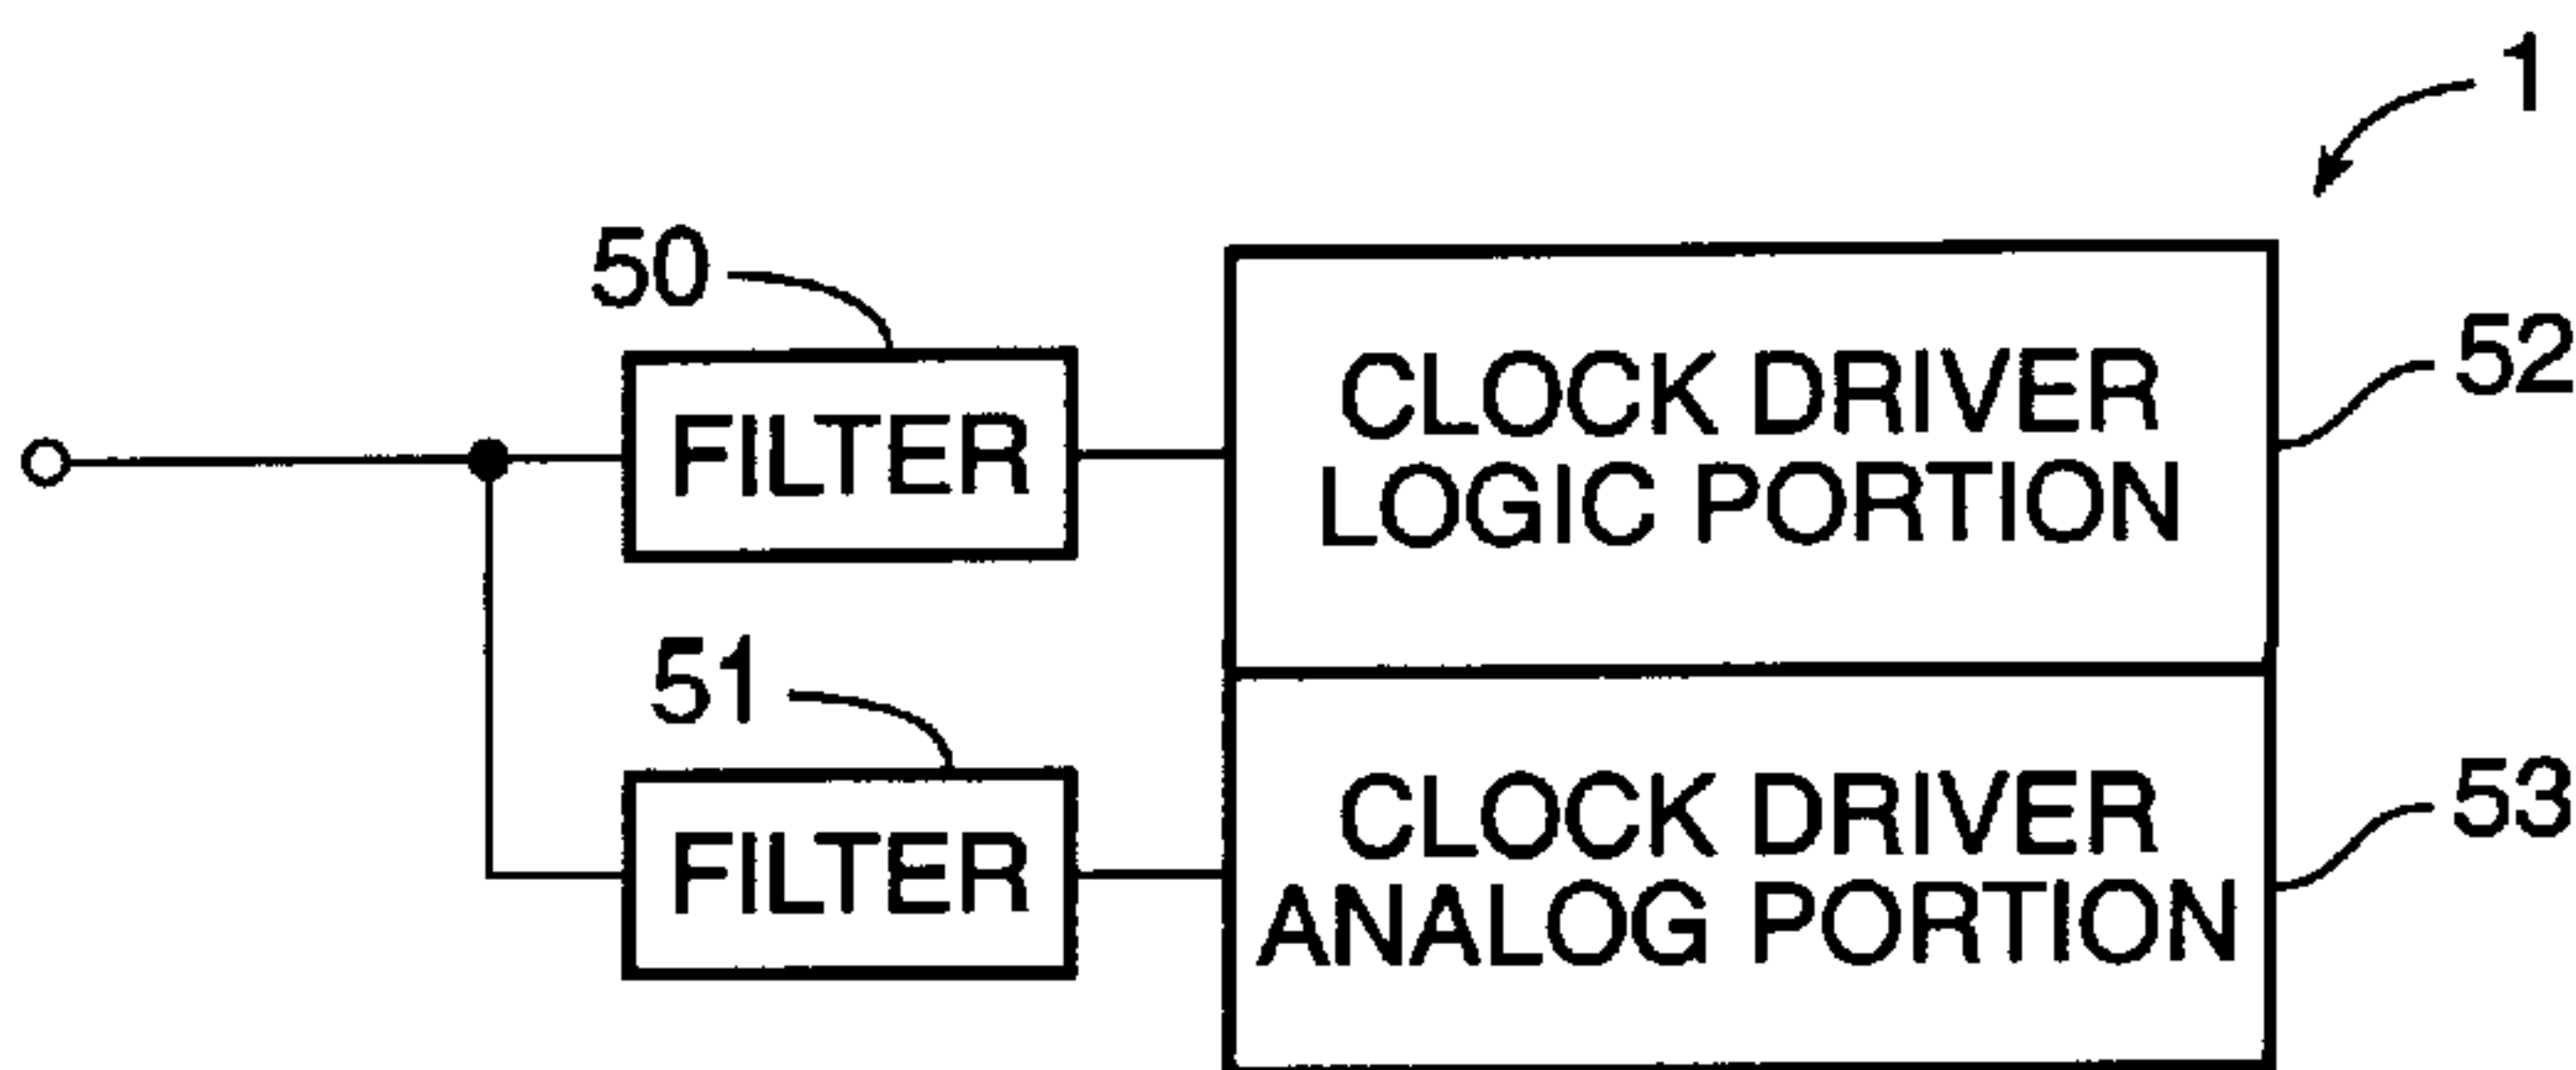 1
50
FILTER
CLOCK DRIVER
LOGIC PORTION
52
51
FILTER
CLOCK DRIVER
ANALOG PORTION
53